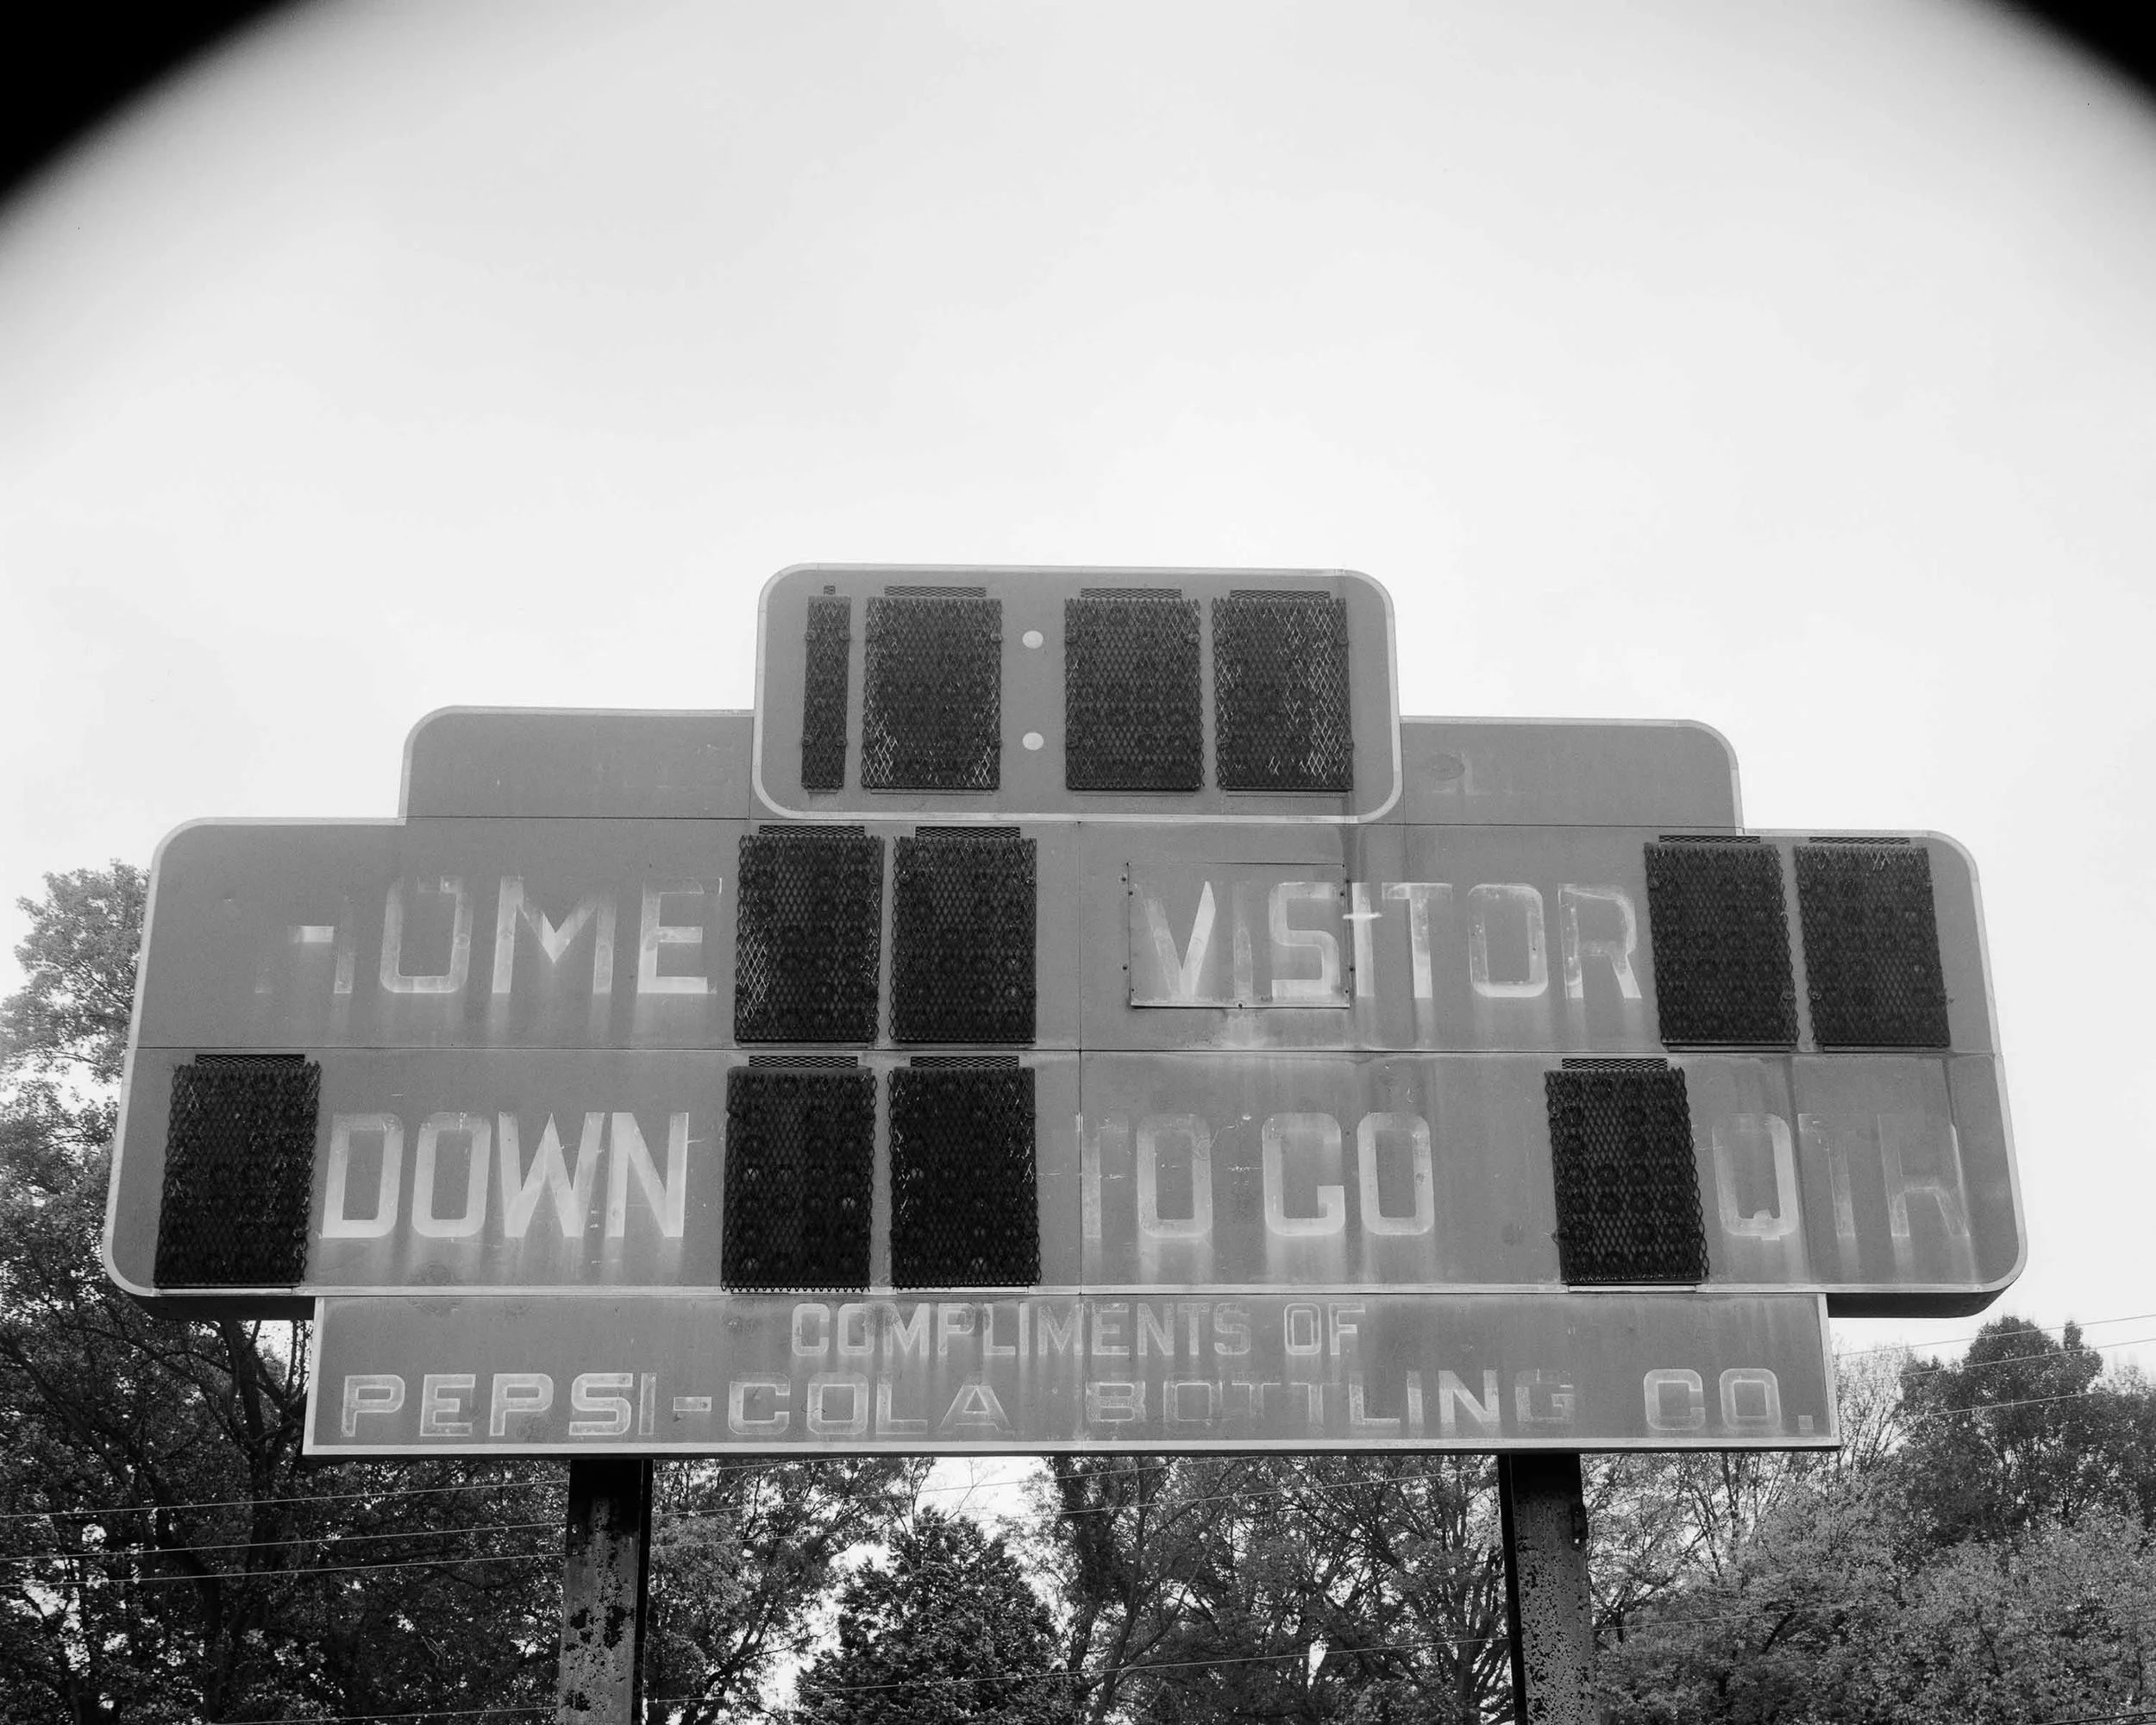 HOME VISITOR
DOWN TO GO QTR
COMPLIMENTS OF
PEPSI-COLA BOTTLING CO.